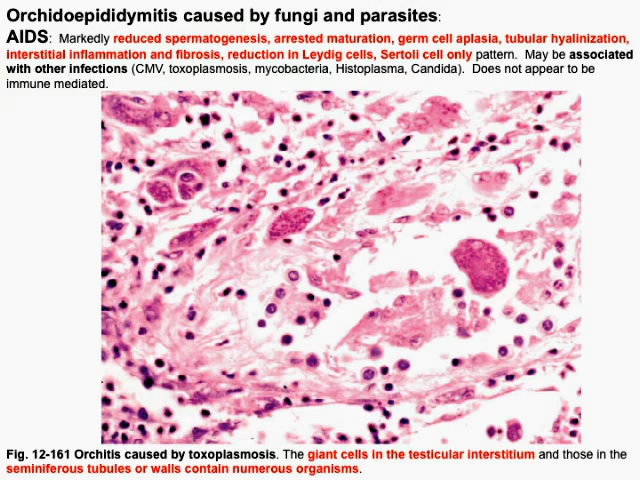 Orchidoepididymitis caused by fungi and parasites:
AIDS: Markedly reduced spermatogenesis, arrested maturation, germ cell aplasia, tubular hyalinization,
interstitial inflammation and fibrosis, reduction in Leydig cells, Sertoli cell only pattern. May be associated
with other infections (CMV, toxoplasmosis, mycobacteria, Histoplasma, Candida). Does not appear to be
immune mediated.
Fig. 12-161 Orchitis caused by toxoplasmosis. The giant cells in the testicular interstitium and those in the
seminiferous tubules or walls contain numerous organisms.